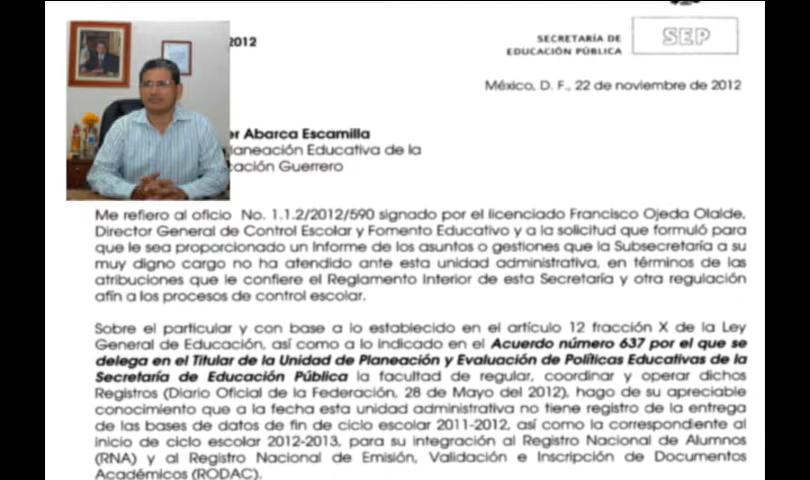 2012
SECRETARÍA DE
EDUCACIÓN PÚBLICA
SEP
México, D. F., 22 de noviembre de 2012
er Abarca Escamilla
laneación Educativa de la
cación Guerrero
Me refiero al oficio No. 1.1.2/2012/590 signado por el licenciado Francisco Ojeda Olalde,
Director General de Control Escolar y Fomento Educativo y a la solicitud que formuló para
que le sea proporcionado un Informe de los asuntos o gestiones que la Subsecretaría a su
muy digno cargo no ha atendido ante esta unidad administrativa, en términos de las
atribuciones que le confiere el Reglamento Interior de esta Secretaría y otra regulación
afín a los procesos de control escolar.
Sobre el particular y con base a lo establecido en el artículo 12 fracción X de la Ley
General de Educación, así como a lo indicado en el Acuerdo número 637 por el que se
delega en el Titular de la Unidad de Planeación y Evaluación de Políticas Educativas de la
Secretaría de Educación Pública la facultad de regular, coordinar y operar dichos
Registros (Diario Oficial de la Federación, 28 de Mayo del 2012), hago de su apreciable
conocimiento que a la fecha esta unidad administrativa no tiene registro de la entrega
de las bases de datos de fin de ciclo escolar 2011-2012, así como la correspondiente al
inicio de ciclo escolar 2012-2013, para su integración al Registro Nacional de Alumnos
(RNA) y al Registro Nacional de Emisión, Validación e Inscripción de Documentos
Académicos (RODAC).